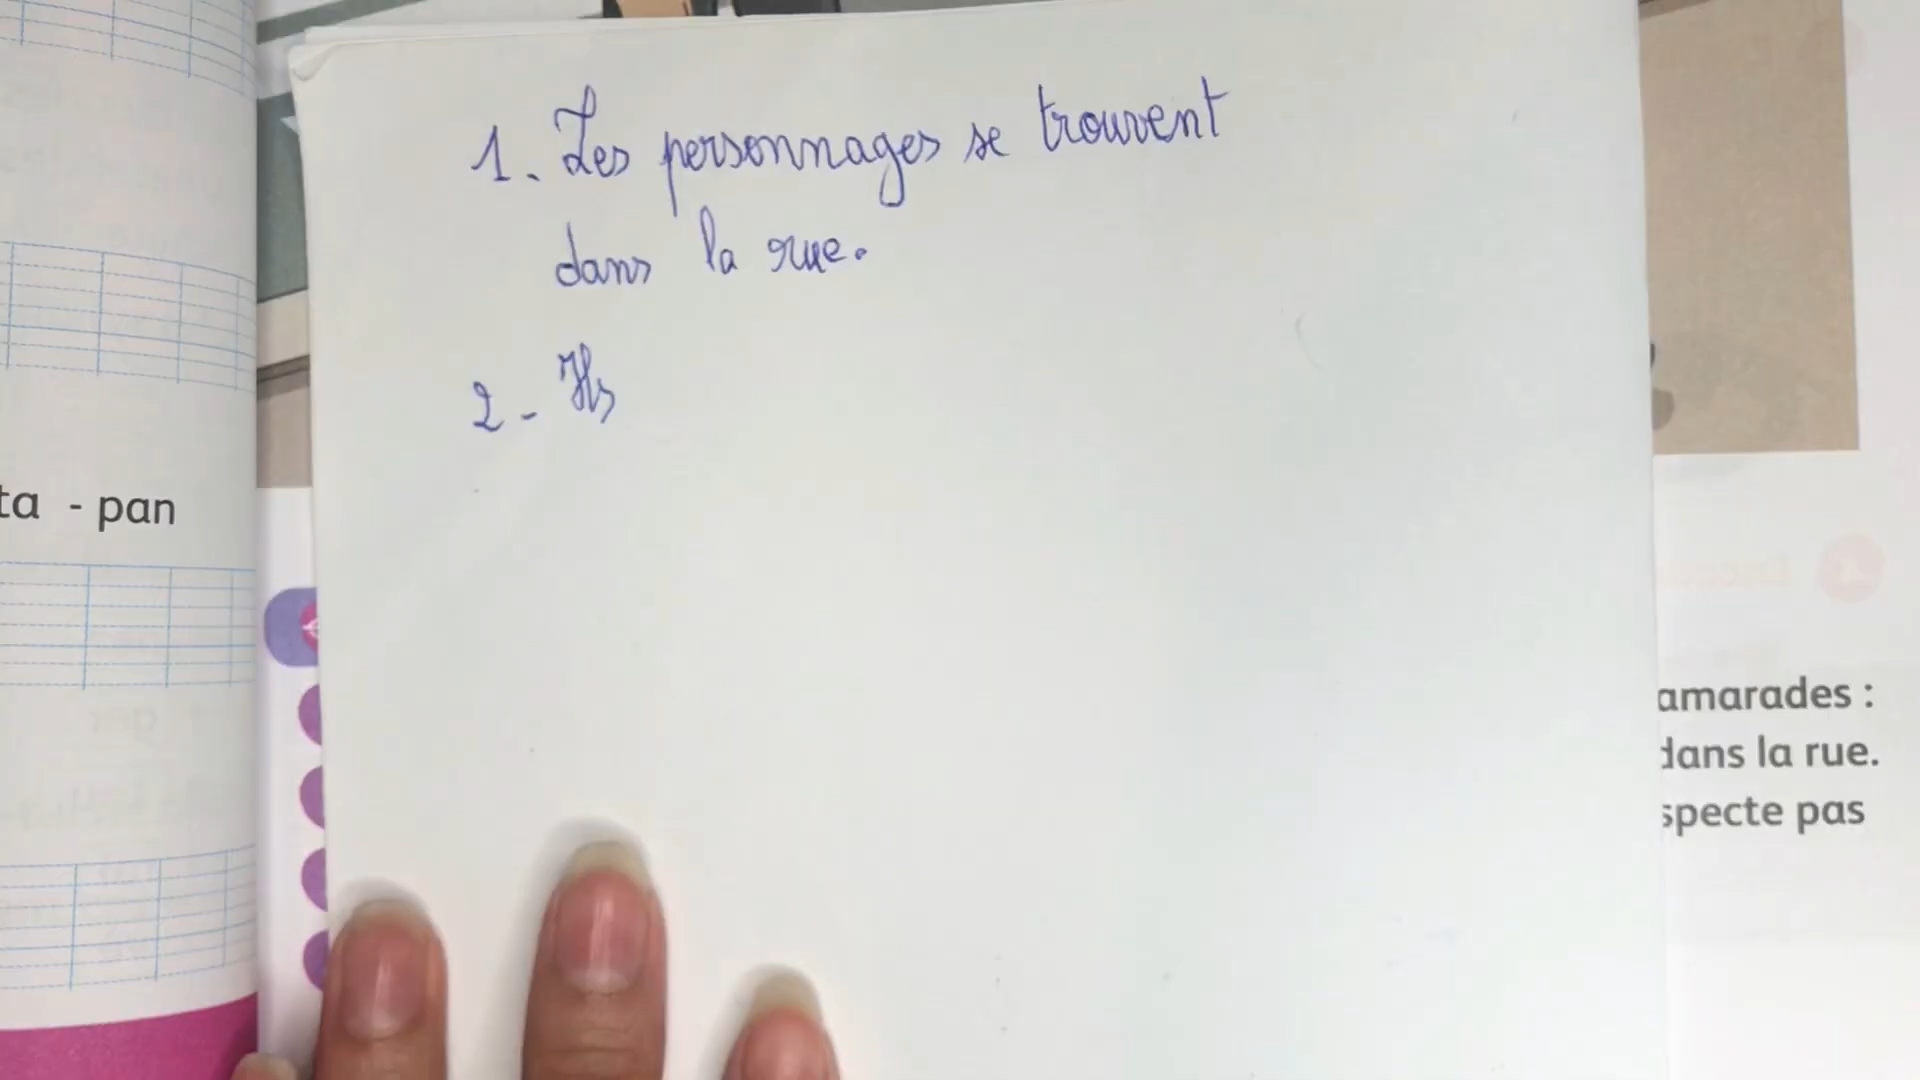 1. Les personnages se trouvent
dans la rue.
2- Ils
ta - pan
amarades :
dans la rue.
specte pas